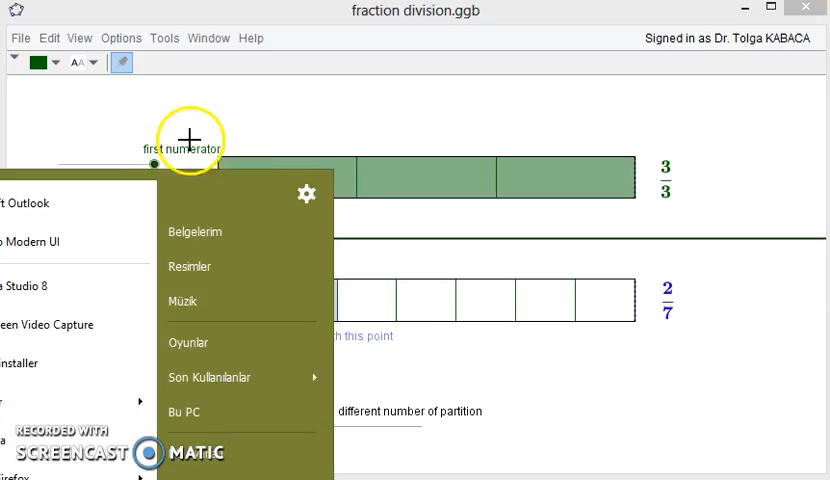 fraction division.ggb
File Edit View Options Tools Window Help
Signed in as Dr. Tolga KABACA
AA
first numerator
3
3
ft Outlook
Modern UI
Belgelerim
Resimler
Müzik
2
7
a Studio 8
een Video Capture
h this point
nstaller
Oyunlar
Son Kullanılanlar
Bu PC
different number of partition
RECORDED WITH
SCREENCAST MATIC
irefox